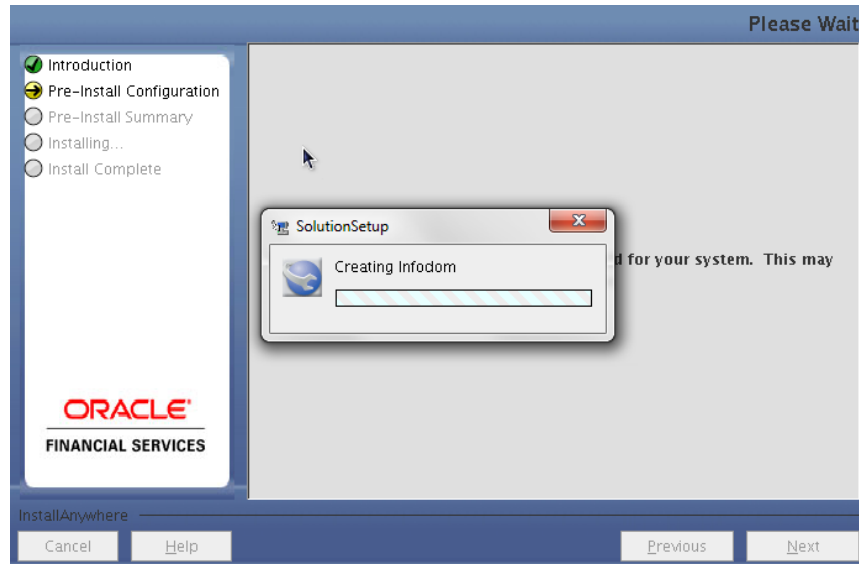 Please Wait
Introduction
Pre-Install Configuration
Pre-Install Summary
Installing...
Install Complete
SolutionSetup
Creating Infodom
for your system. This may
ORACLE
FINANCIAL SERVICES
InstallAnywhere
Cancel
Help
Previous
Next